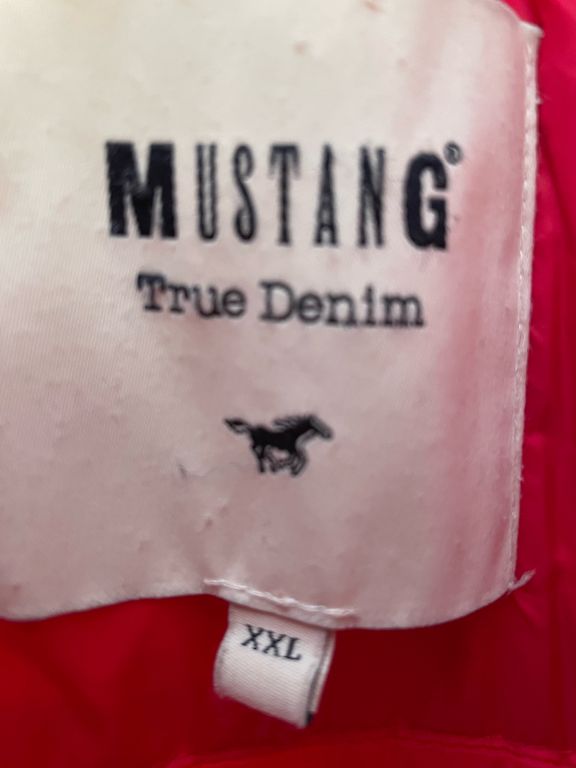 MUSTANG®
True Denim
XXL